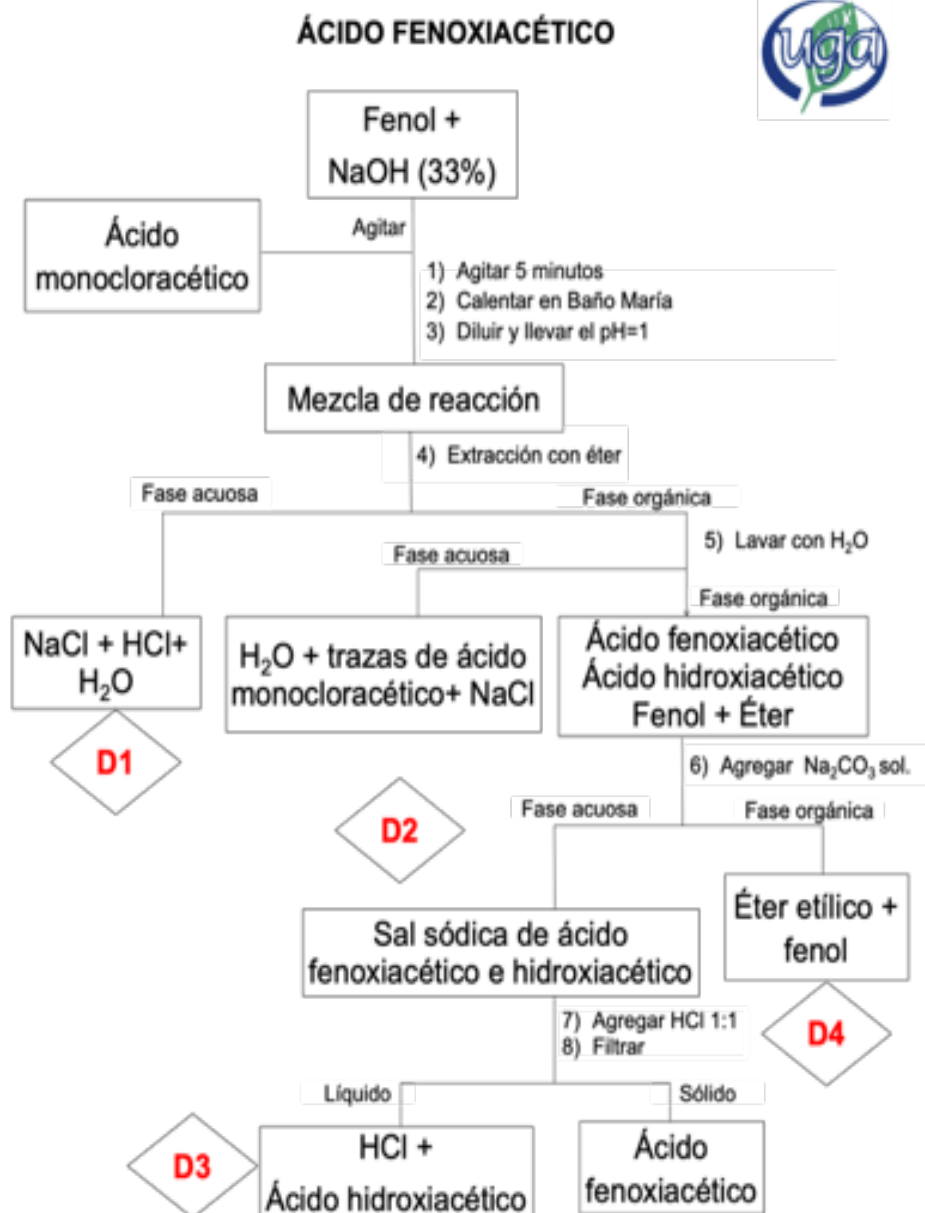 ÁCIDO FENOXIACÉTICO
uga
Fenol +
NaOH (33%)
Ácido
monocloracético
Agitar
1) Agitar 5 minutos
2) Calentar en Baño María
3) Diluir y llevar el pH=1
Mezcla de reacción
4) Extracción con éter
Fase acuosa
Fase orgánica
5) Lavar con H₂O
Fase acuosa
Fase orgánica
NaCl + HCl+
H₂O
H₂O + trazas de ácido
monocloracético+ NaCl
Ácido fenoxiacético
Ácido hidroxiacético
Fenol + Éter
D1
6) Agregar Na₂CO₃ sol.
D2
Fase acuosa
Fase orgánica
Sal sódica de ácido
fenoxiacético e hidroxiacético
Éter etílico +
fenol
7) Agregar HCl 1:1
8) Filtrar
D4
Líquido
Sólido
D3
HCl +
Ácido hidroxiacético
Ácido
fenoxiacético